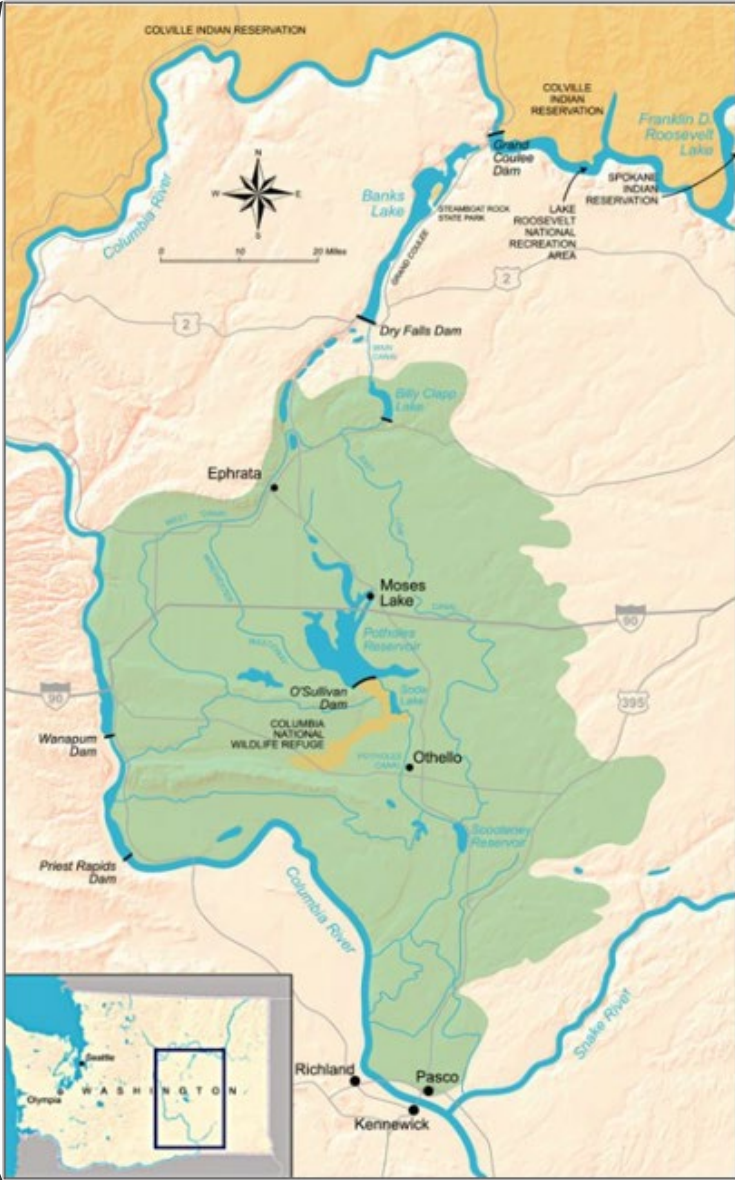 COLVILLE INDIAN RESERVATION
COLVILLE
INDIAN
RESERVATION
Franklin D.
Roosevelt
Lake
Grand
Coulee
Dam
SPOKANE
INDIAN
RESERVATION
Banks
Lake
STEAMBOAT ROCK
STATE PARK
LAKE
ROOSEVELT
NATIONAL
RECREATION
AREA
Columbia River
N
W
E
S
0
10
20 Miles
GRAND COULEE
2
2
Dry Falls Dam
MAIN
CANAL
Billy Clapp
Lake
Ephrata
EAST
LOW
CANAL
WEST CANAL
Moses
Lake
90
Potholes
Reservoir
O'Sullivan
Dam
Soda
Lake
90
395
COLUMBIA
NATIONAL
WILDLIFE REFUGE
Wanapum
Dam
POTHOLES
CANAL
Othello
Scooteney
Reservoir
Priest Rapids
Dam
Columbia River
Snake River
Richland
Pasco
Kennewick
Seattle
Olympia
WASHINGTON